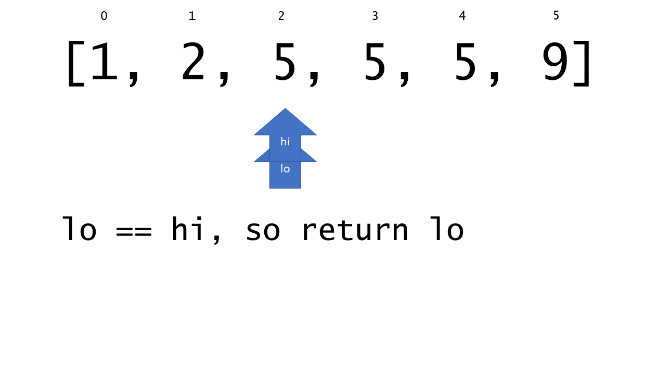 0 1 2 3 4 5
[1, 2, 5, 5, 5, 9]
hi
lo
lo == hi, so return lo